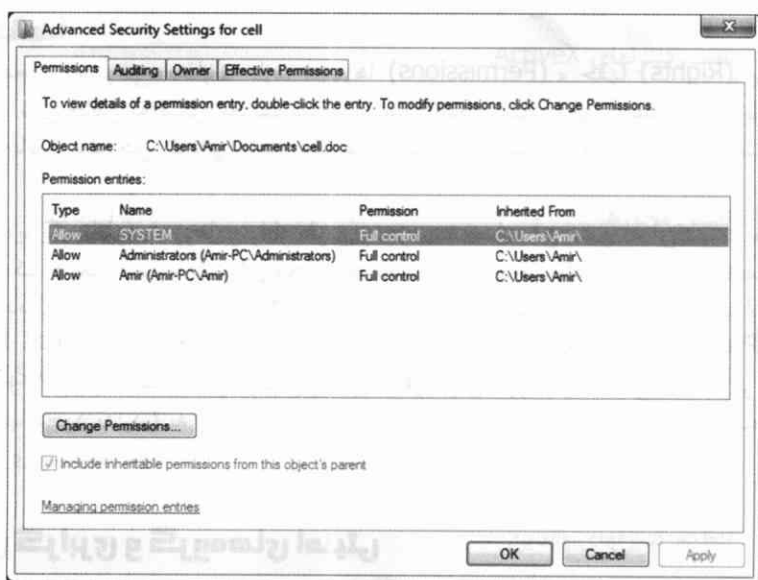 Advanced Security Settings for cell
Permissions Auditing Owner Effective Permissions
To view details of a permission entry, double-click the entry. To modify permissions, click Change Permissions.
Object name: C:\Users\Amir\Documents\cell.doc
Permission entries:
Type Name Permission Inherited From
Allow SYSTEM Full control C:\Users\Amir\
Allow Administrators (Amir-PC\Administrators) Full control C:\Users\Amir\
Allow Amir (Amir-PC\Amir) Full control C:\Users\Amir\
Change Permissions...
Include inheritable permissions from this object's parent
Managing permission entries
OK Cancel Apply